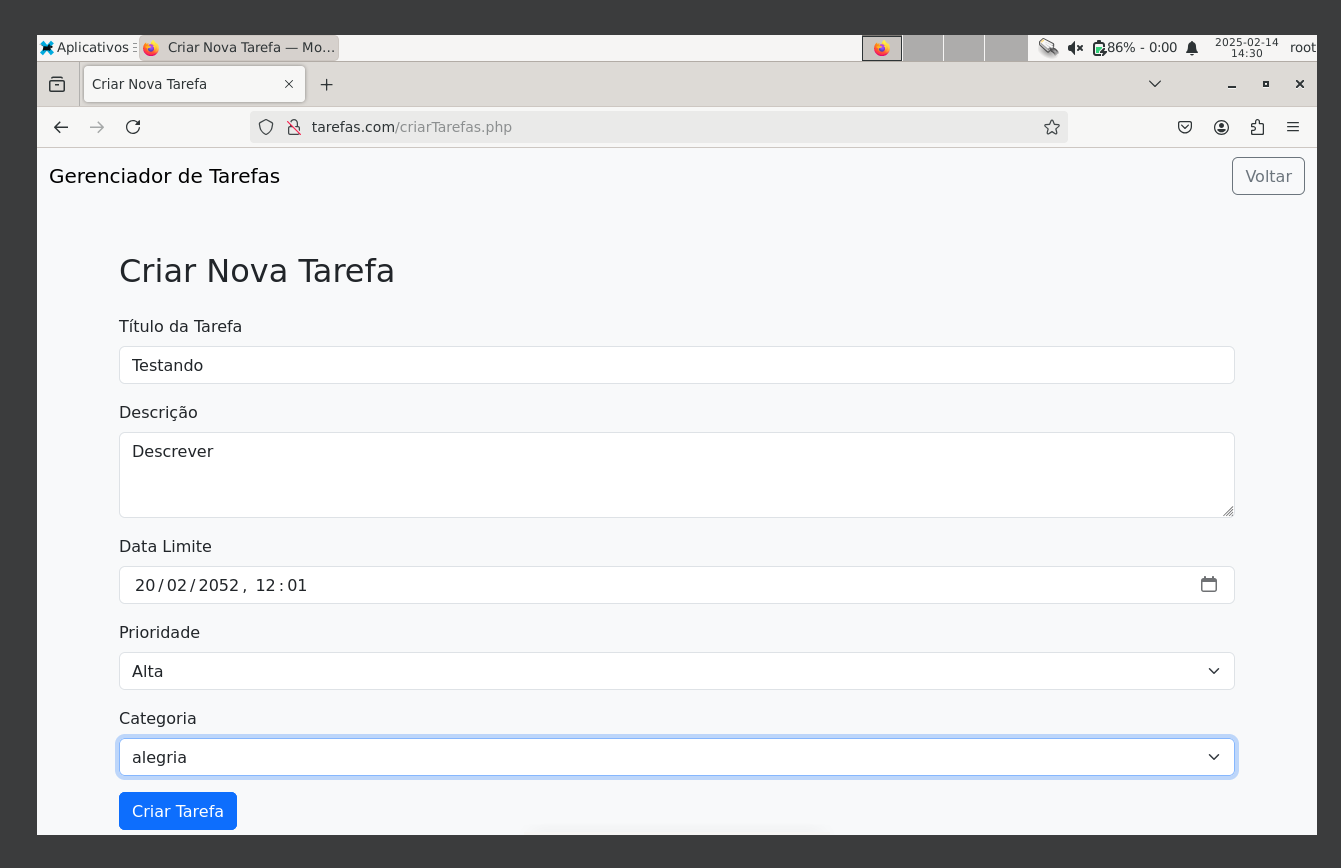 Aplicativos Criar Nova Tarefa — Mo... 86% - 0:00 2025-02-14 root
14:30
Criar Nova Tarefa
tarefas.com/criarTarefas.php
Gerenciador de Tarefas Voltar
Criar Nova Tarefa
Título da Tarefa
Testando
Descrição
Descrever
Data Limite
20/02/2052, 12:01
Prioridade
Alta
Categoria
alegria
Criar Tarefa